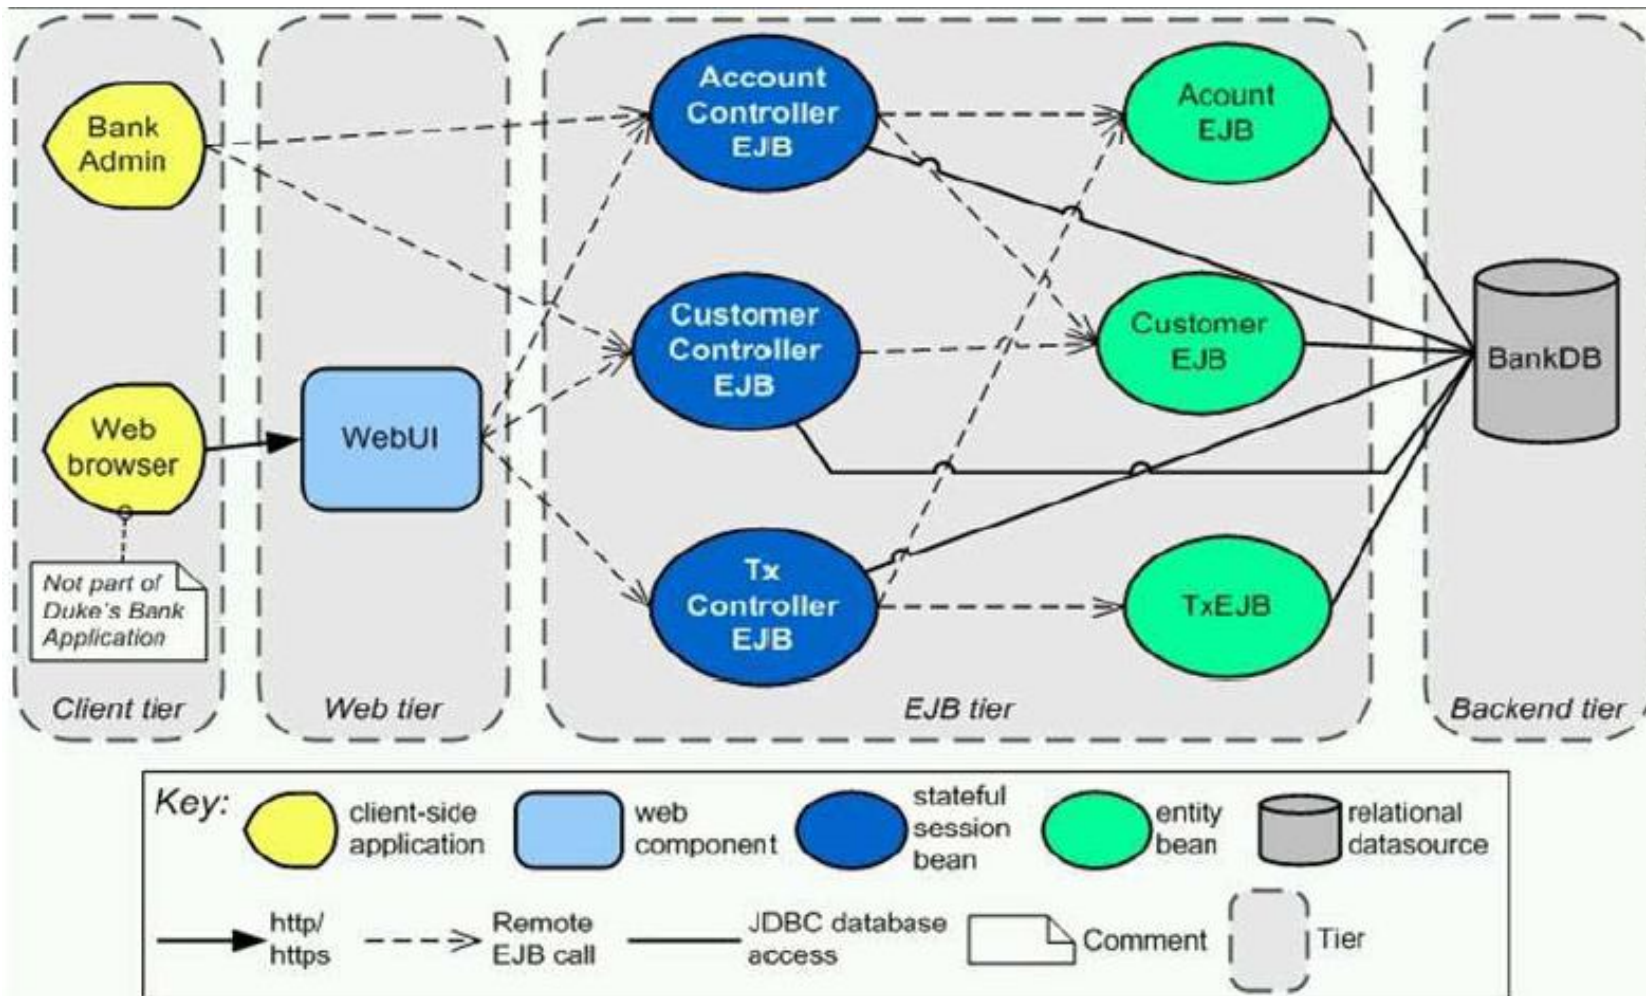 Bank
Admin
Web
browser
Not part of
Duke's Bank
Application
Client tier
WebUI
Web tier
Account
Controller
EJB
Customer
Controller
EJB
Tx
Controller
EJB
Acount
EJB
Customer
EJB
TxEJB
EJB tier
BankDB
Backend tier
Key:
client-side
application
web
component
stateful
session
bean
entity
bean
relational
datasource
http/
https
Remote
EJB call
JDBC database
access
Comment
Tier